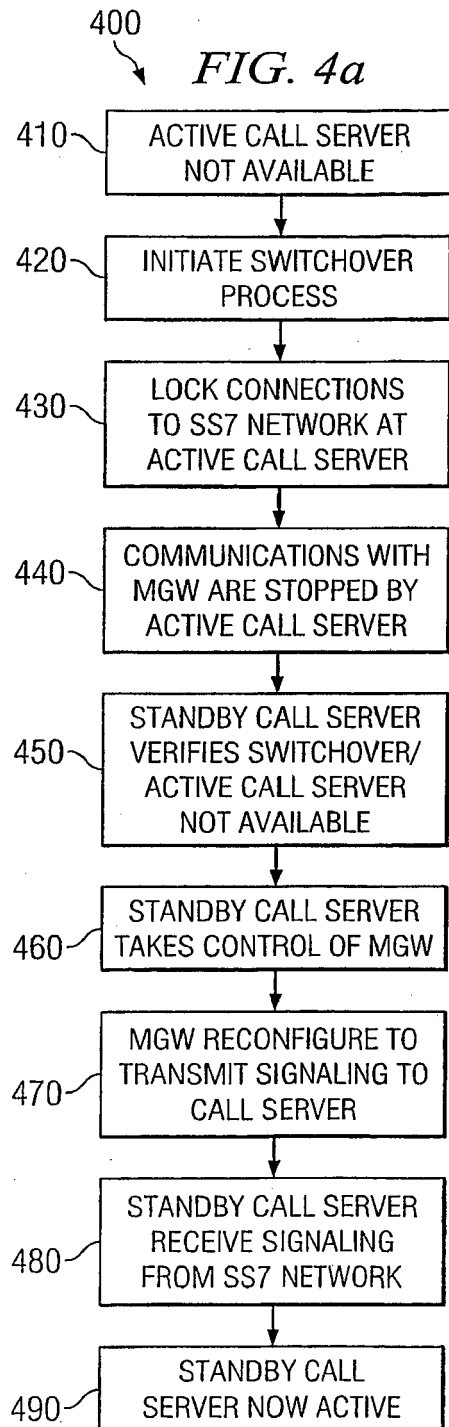 400
FIG. 4a
410
ACTIVE CALL SERVER
NOT AVAILABLE
420
INITIATE SWITCHOVER
PROCESS
430
LOCK CONNECTIONS
TO SS7 NETWORK AT
ACTIVE CALL SERVER
440
COMMUNICATIONS WITH
MGW ARE STOPPED BY
ACTIVE CALL SERVER
450
STANDBY CALL SERVER
VERIFIES SWITCHOVER/
ACTIVE CALL SERVER
NOT AVAILABLE
460
STANDBY CALL SERVER
TAKES CONTROL OF MGW
470
MGW RECONFIGURE TO
TRANSMIT SIGNALING TO
CALL SERVER
480
STANDBY CALL SERVER
RECEIVE SIGNALING
FROM SS7 NETWORK
490
STANDBY CALL
SERVER NOW ACTIVE